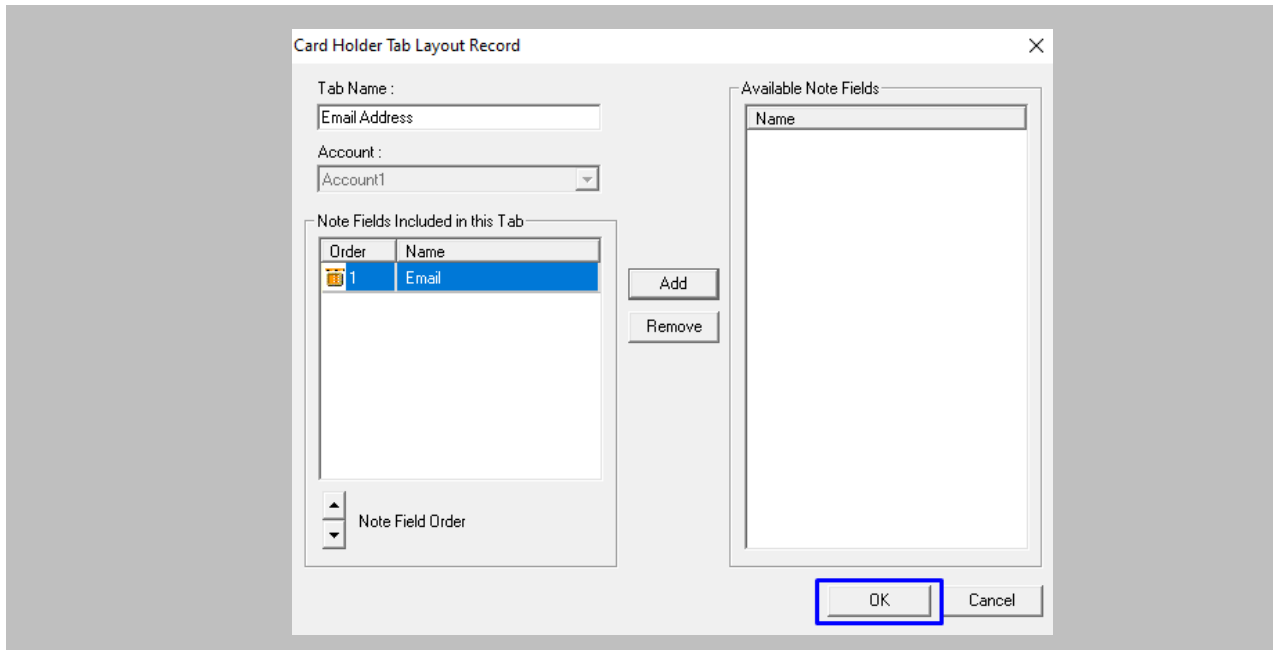 Card Holder Tab Layout Record
Tab Name :
Email Address
Account :
Account1
Note Fields Included in this Tab
Order Name
1 Email
Note Field Order
Add
Remove
Available Note Fields
Name
OK Cancel